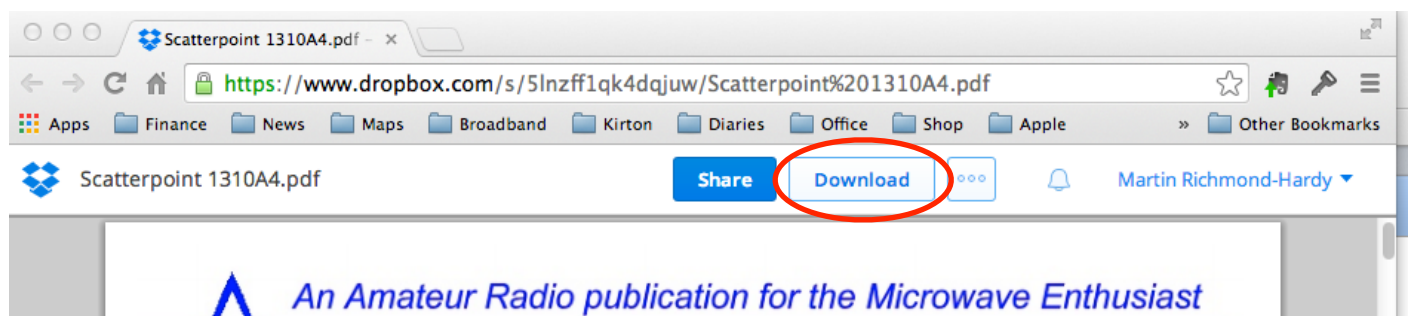 Scatterpoint 1310A4.pdf –
https://www.dropbox.com/s/5lnzff1qk4dqjuw/Scatterpoint%201310A4.pdf
Apps Finance News Maps Broadband Kirton Diaries Office Shop Apple » Other Bookmarks
Scatterpoint 1310A4.pdf Share Download Martin Richmond-Hardy
An Amateur Radio publication for the Microwave Enthusiast